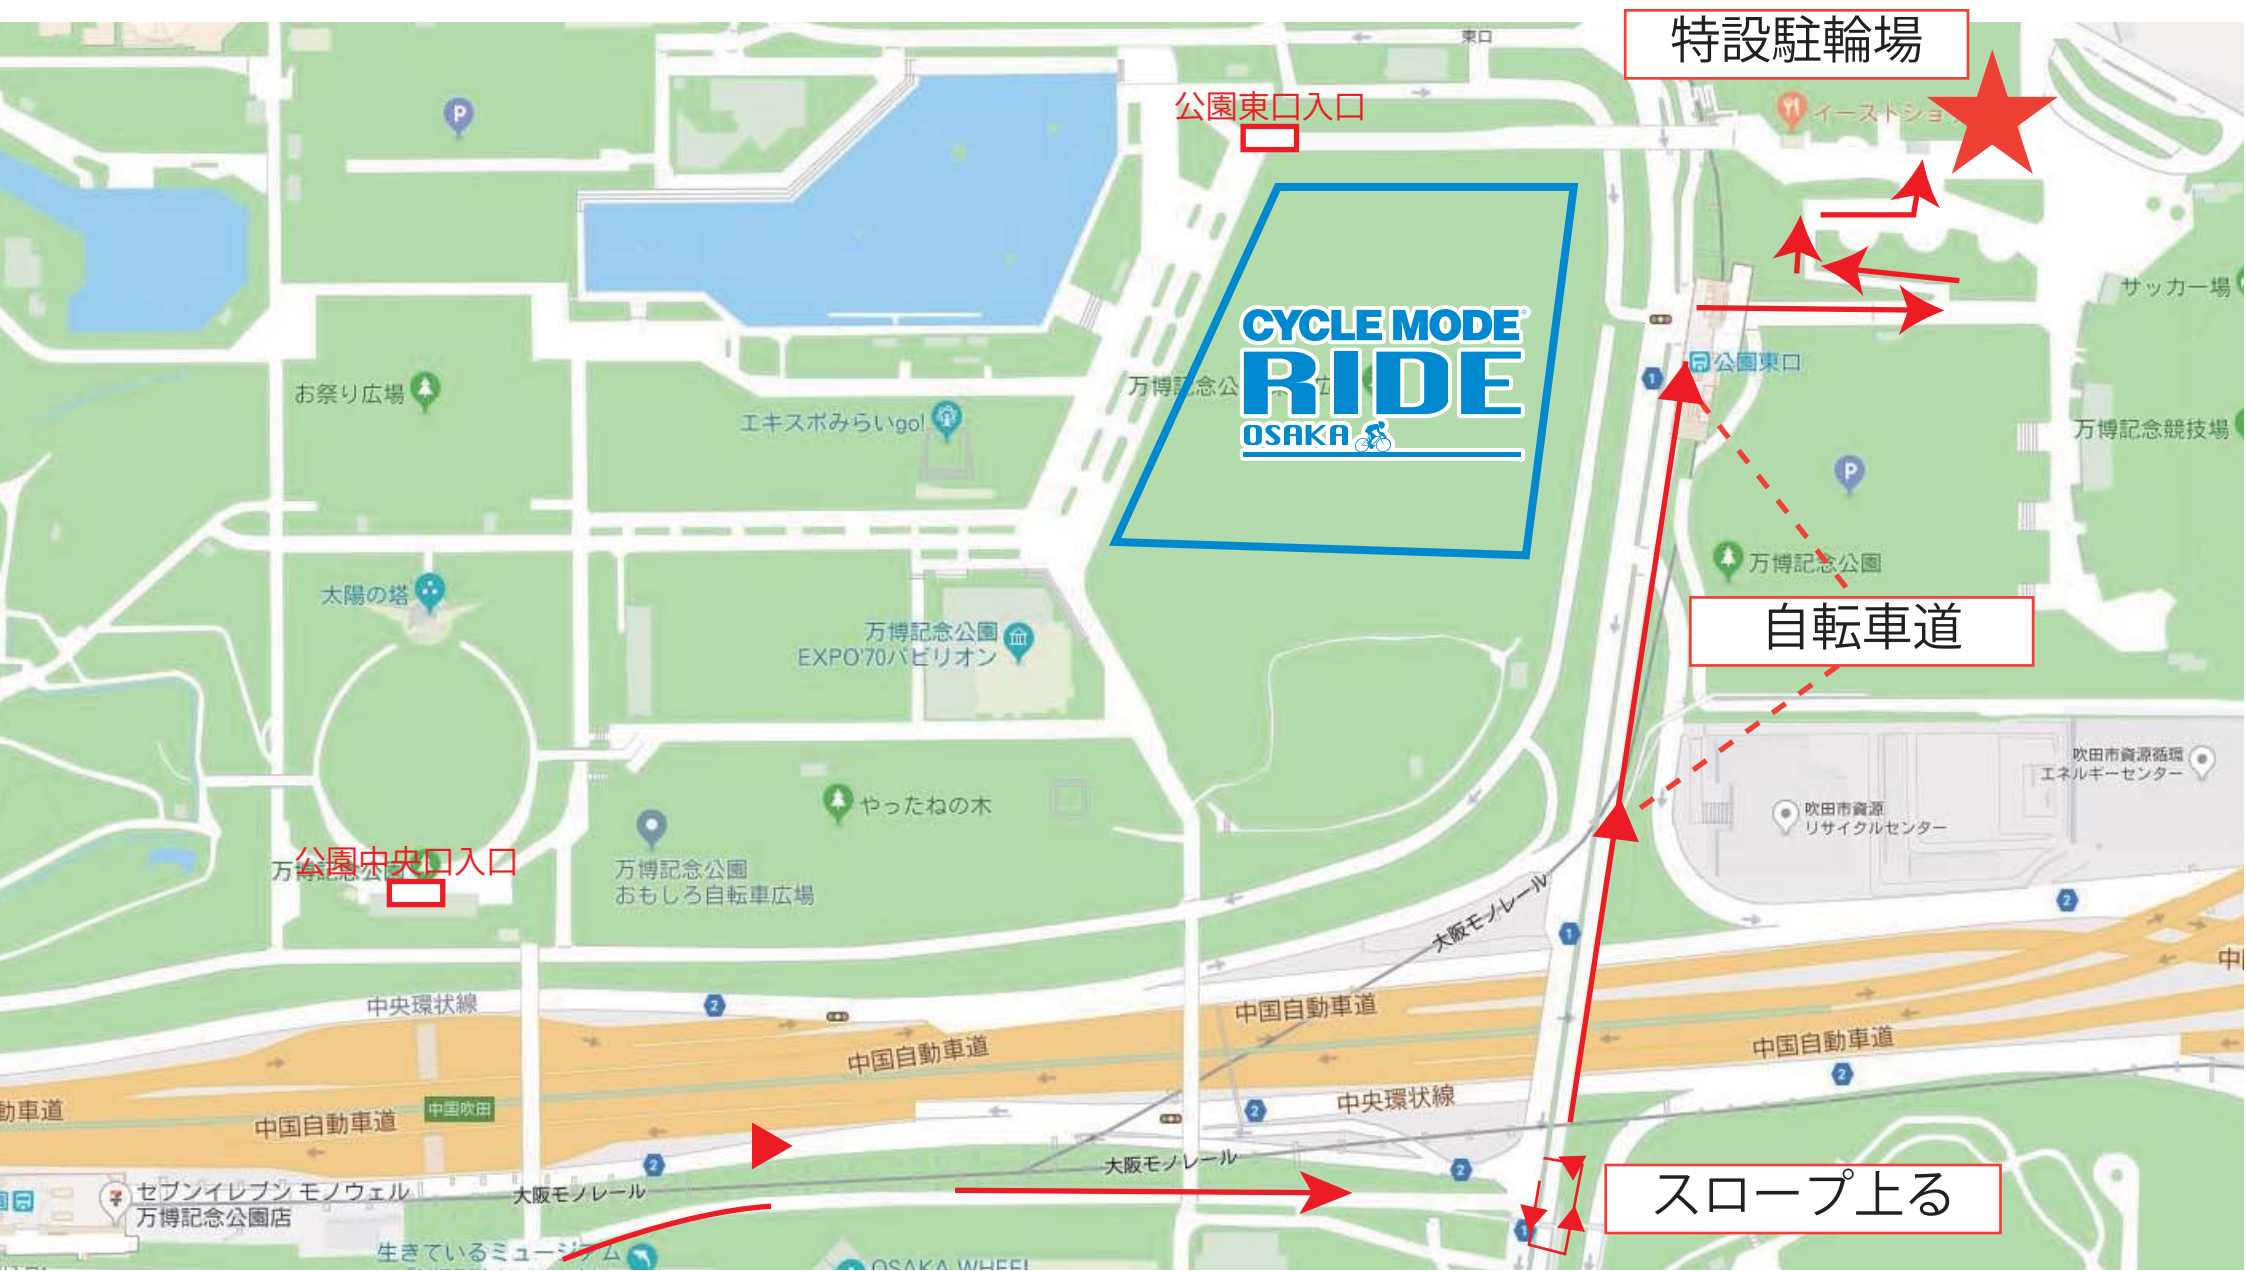 東口
特設駐輪場
公園東口入口
イーストショ
サッカー場
CYCLE MODE
RIDE
OSAKA
公園東口
お祭り広場
万博記念公
エキスポみらいgo!
万博記念競技場
太陽の塔
万博記念公園
万博記念公園
EXPO'70パビリオン
自転車道
吹田市資源循環
エネルギーセンター
やったねの木
吹田市資源
リサイクルセンター
公園中央口入口
万博記念公園
万博記念公園
おもしろ自転車広場
大阪モノレール
中央環状線
中国自動車道
中国自動車道
中国自動車道
中央環状線
動車道
中国自動車道
中国吹田
大阪モノレール
大阪モノレール
セブンイレブン モノウェル
万博記念公園店
スロープ上る
生きているミュージアム
OSAKA WHEEL